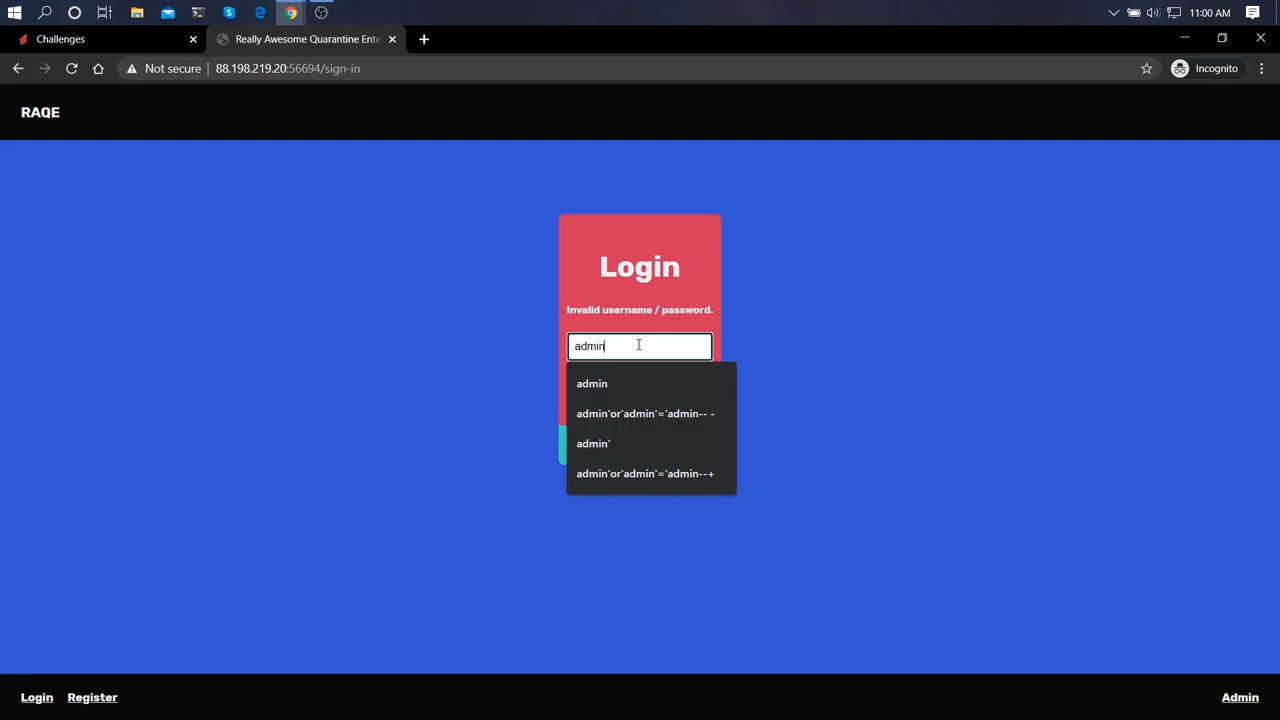 11:00 AM
Challenges
Really Awesome Quarantine Ente
Not secure
88.198.219.20:56694/sign-in
Incognito
RAQE
Login
Invalid username / password.
admin
admin
admin'or'admin'='admin-- -
admin'
admin'or'admin'='admin--+
Login
Register
Admin